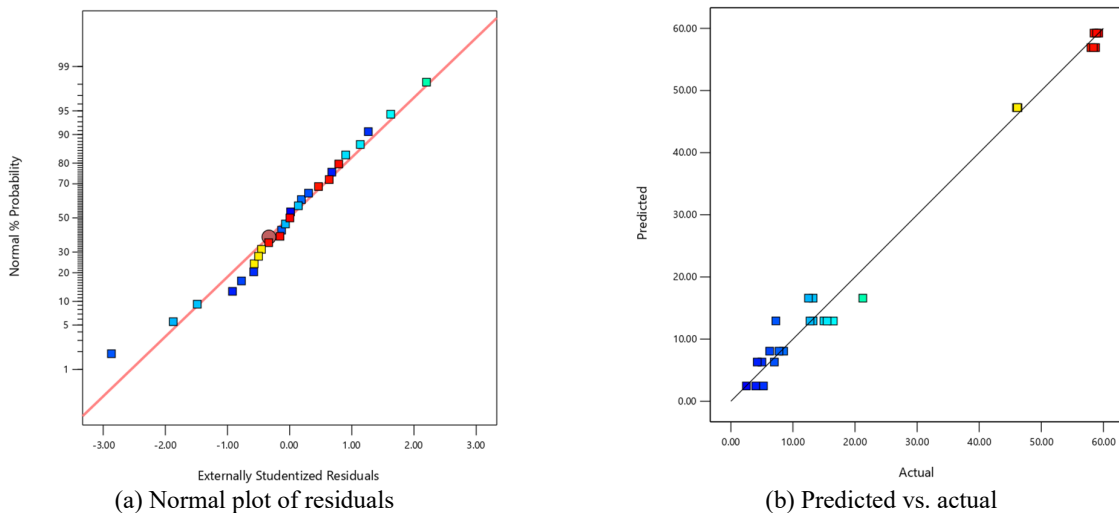 Normal % Probability
99
95
90
80
70
50
30
20
10
5
1
-3.00 -2.00 -1.00 0.00 1.00 2.00 3.00
Externally Studentized Residuals
(a) Normal plot of residuals
Predicted
60.00
50.00
40.00
30.00
20.00
10.00
0.00
0.00 10.00 20.00 30.00 40.00 50.00 60.00
Actual
(b) Predicted vs. actual